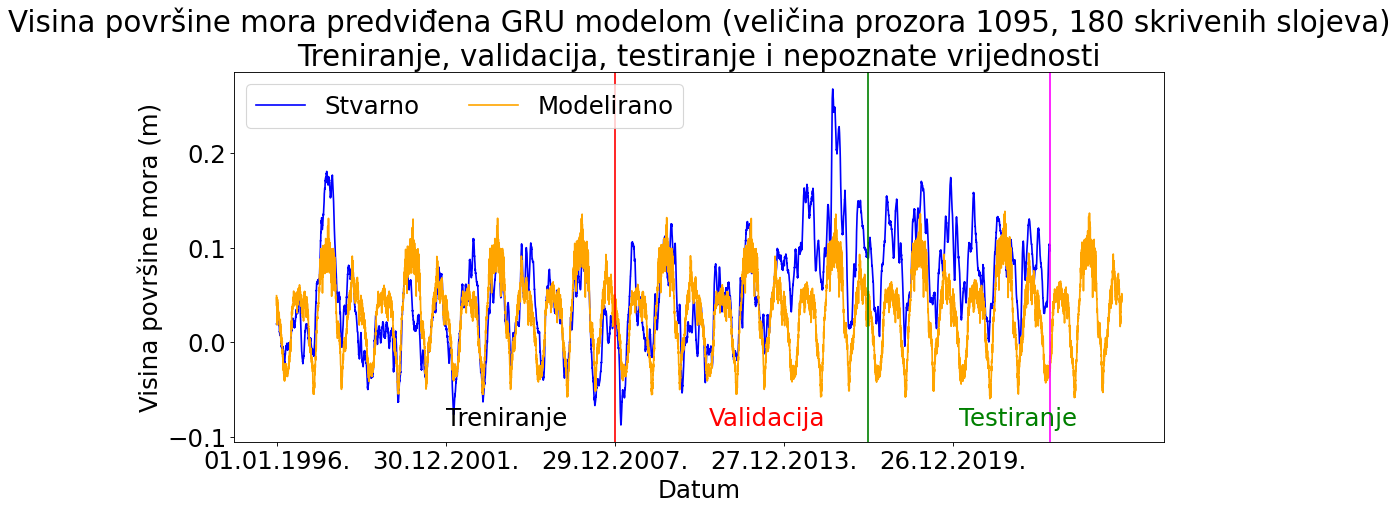 Visina površine mora predviđena GRU modelom (veličina prozora 1095, 180 skrivenih slojeva)
Treniranje, validacija, testiranje i nepoznate vrijednosti
Stvarno
Modelirano
Visina površine mora (m)
0.2
0.1
0.0
−0.1
Treniranje
Validacija
Testiranje
01.01.1996.
30.12.2001.
29.12.2007.
27.12.2013.
26.12.2019.
Datum